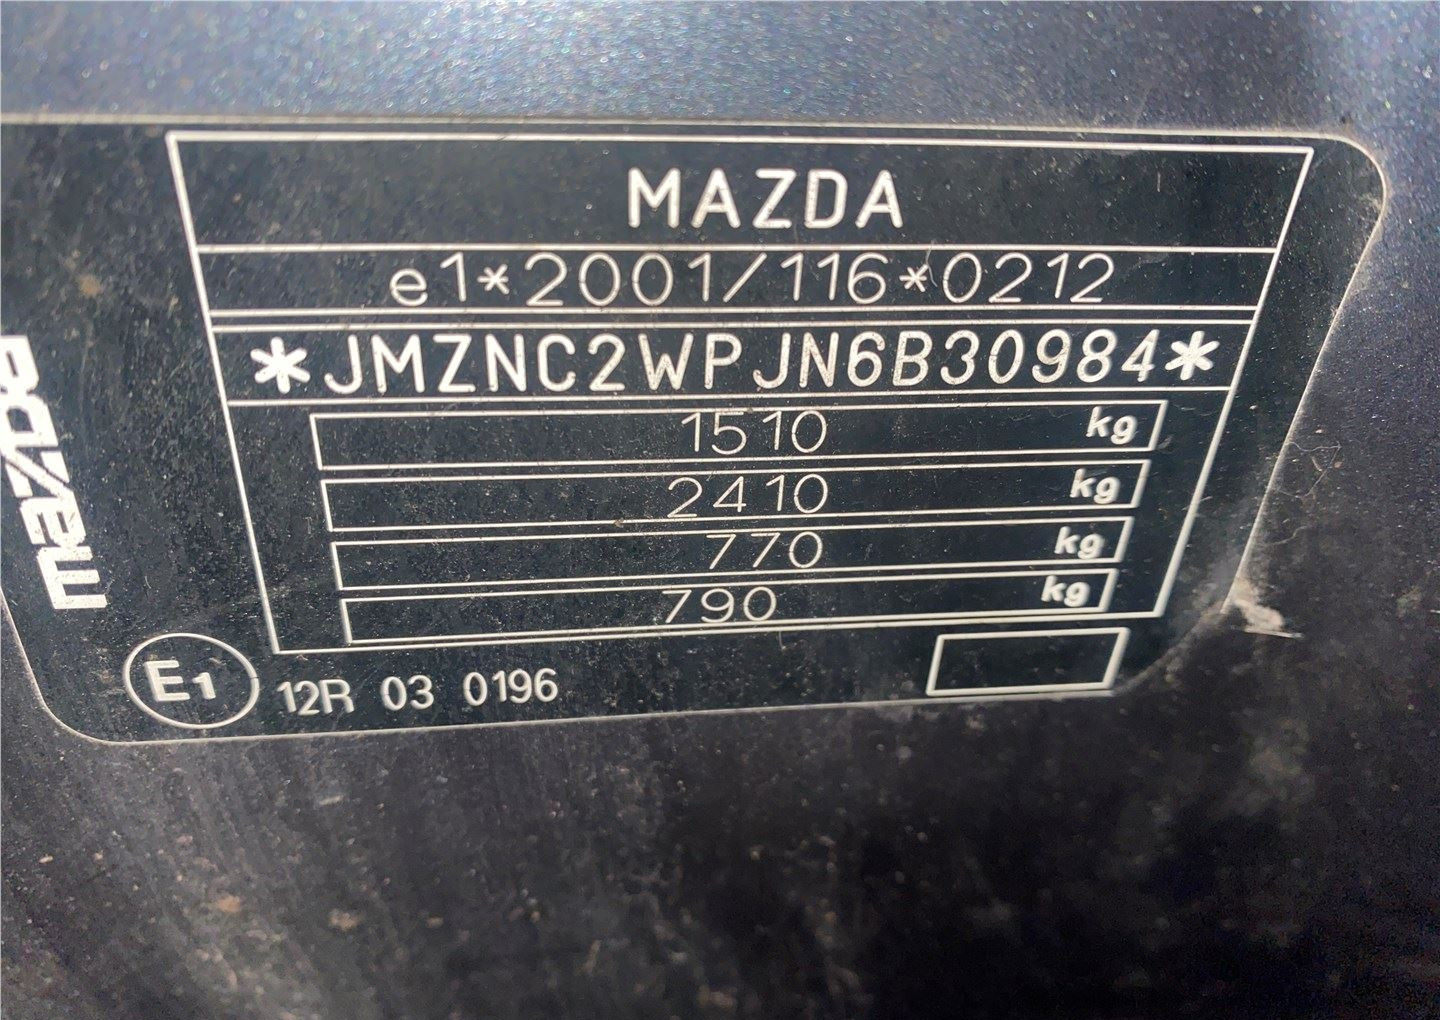 MAZDA
e1*2001/116*0212
*JMZNC2WPJN6B30984*
1510 kg
2410 kg
770 kg
790 kg
mazda
E1 12R 03 0196